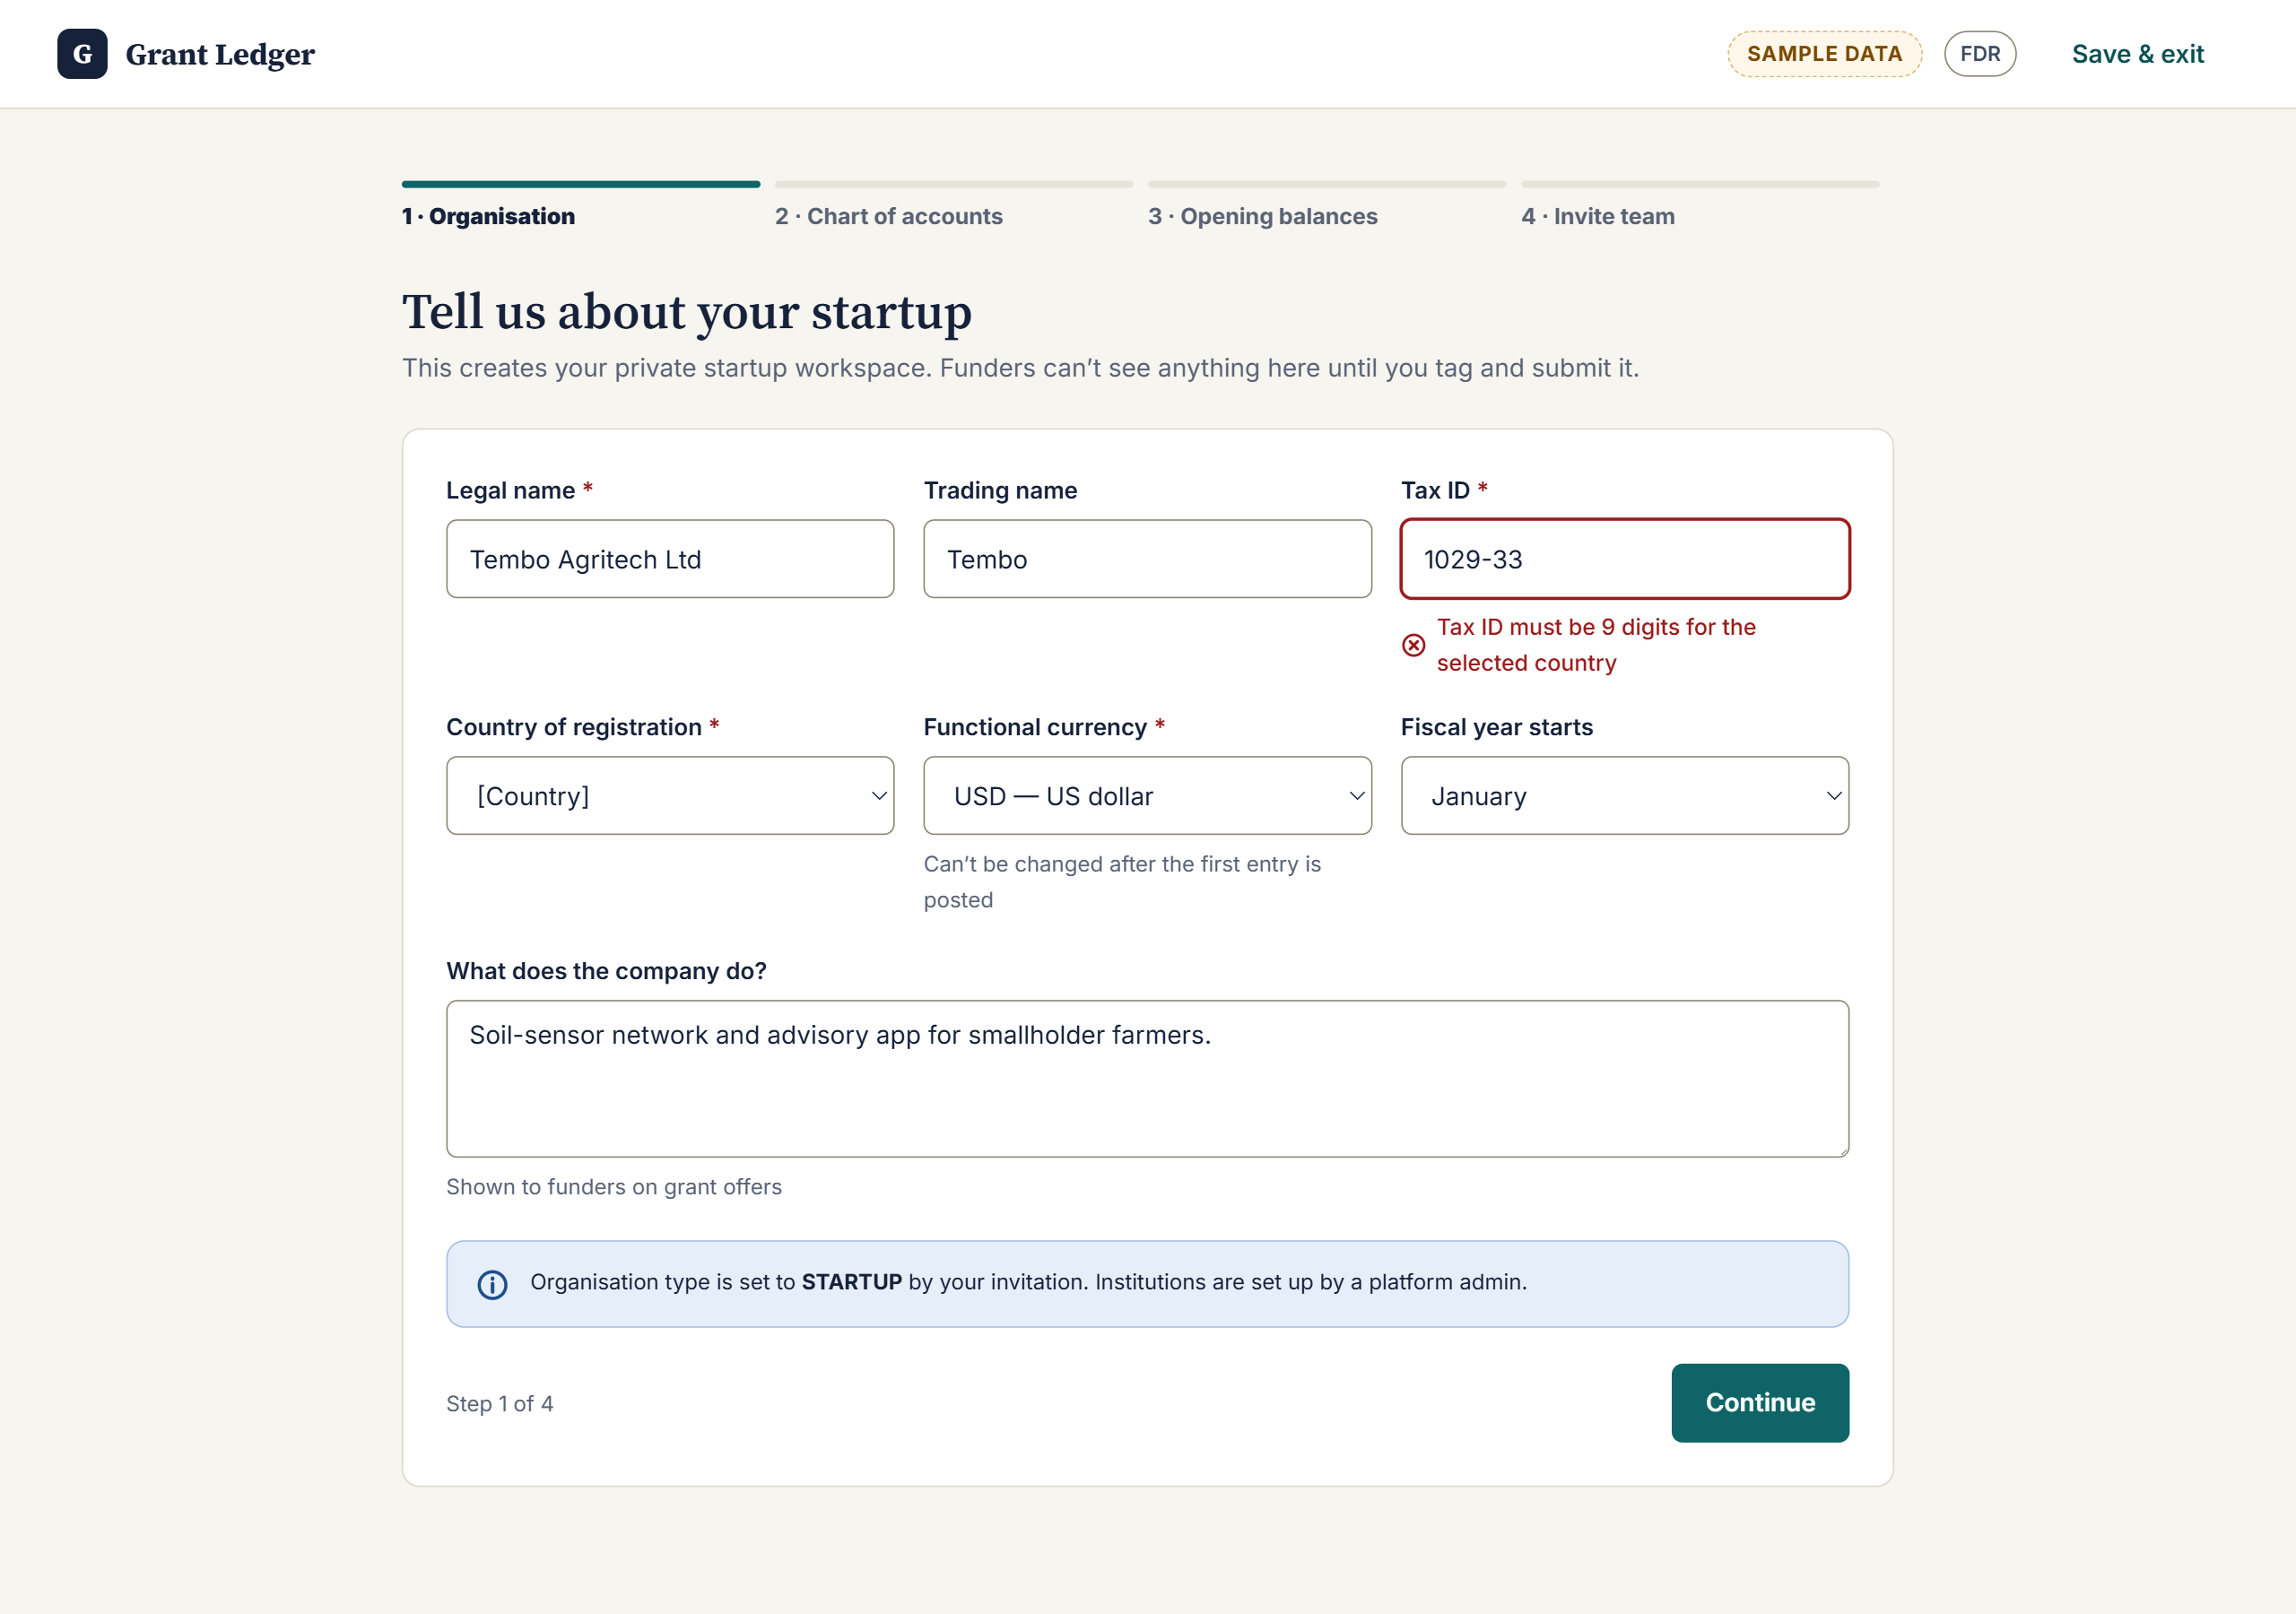 G Grant Ledger
SAMPLE DATA FDR Save & exit
1 · Organisation
2 · Chart of accounts
3 · Opening balances
4 · Invite team
Tell us about your startup
This creates your private startup workspace. Funders can’t see anything here until you tag and submit it.
Legal name *
Tembo Agritech Ltd
Trading name
Tembo
Tax ID *
1029-33
Tax ID must be 9 digits for the
selected country
Country of registration *
[Country]
Functional currency *
USD — US dollar
Can’t be changed after the first entry is
posted
Fiscal year starts
January
What does the company do?
Soil-sensor network and advisory app for smallholder farmers.
Shown to funders on grant offers
Organisation type is set to STARTUP by your invitation. Institutions are set up by a platform admin.
Step 1 of 4
Continue